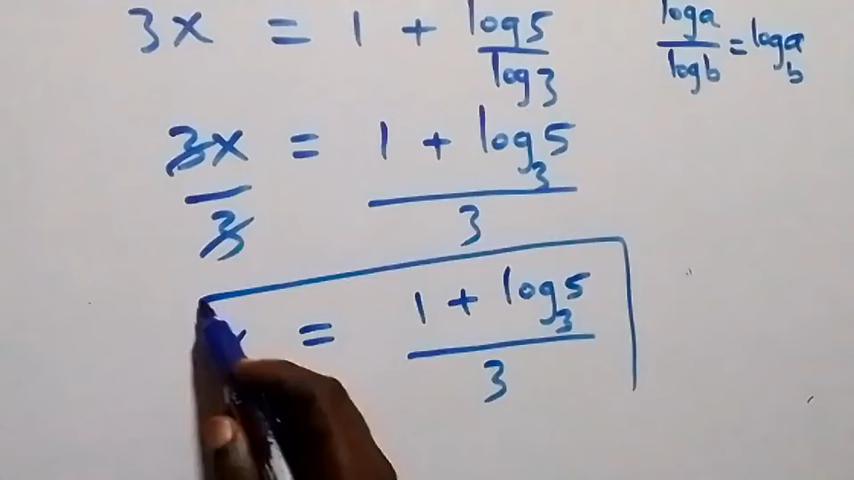 3x = 1 + log5/log3
loga/logb = log_b a
3x/3 = (1 + log_3 5)/3
x = (1 + log_3 5)/3